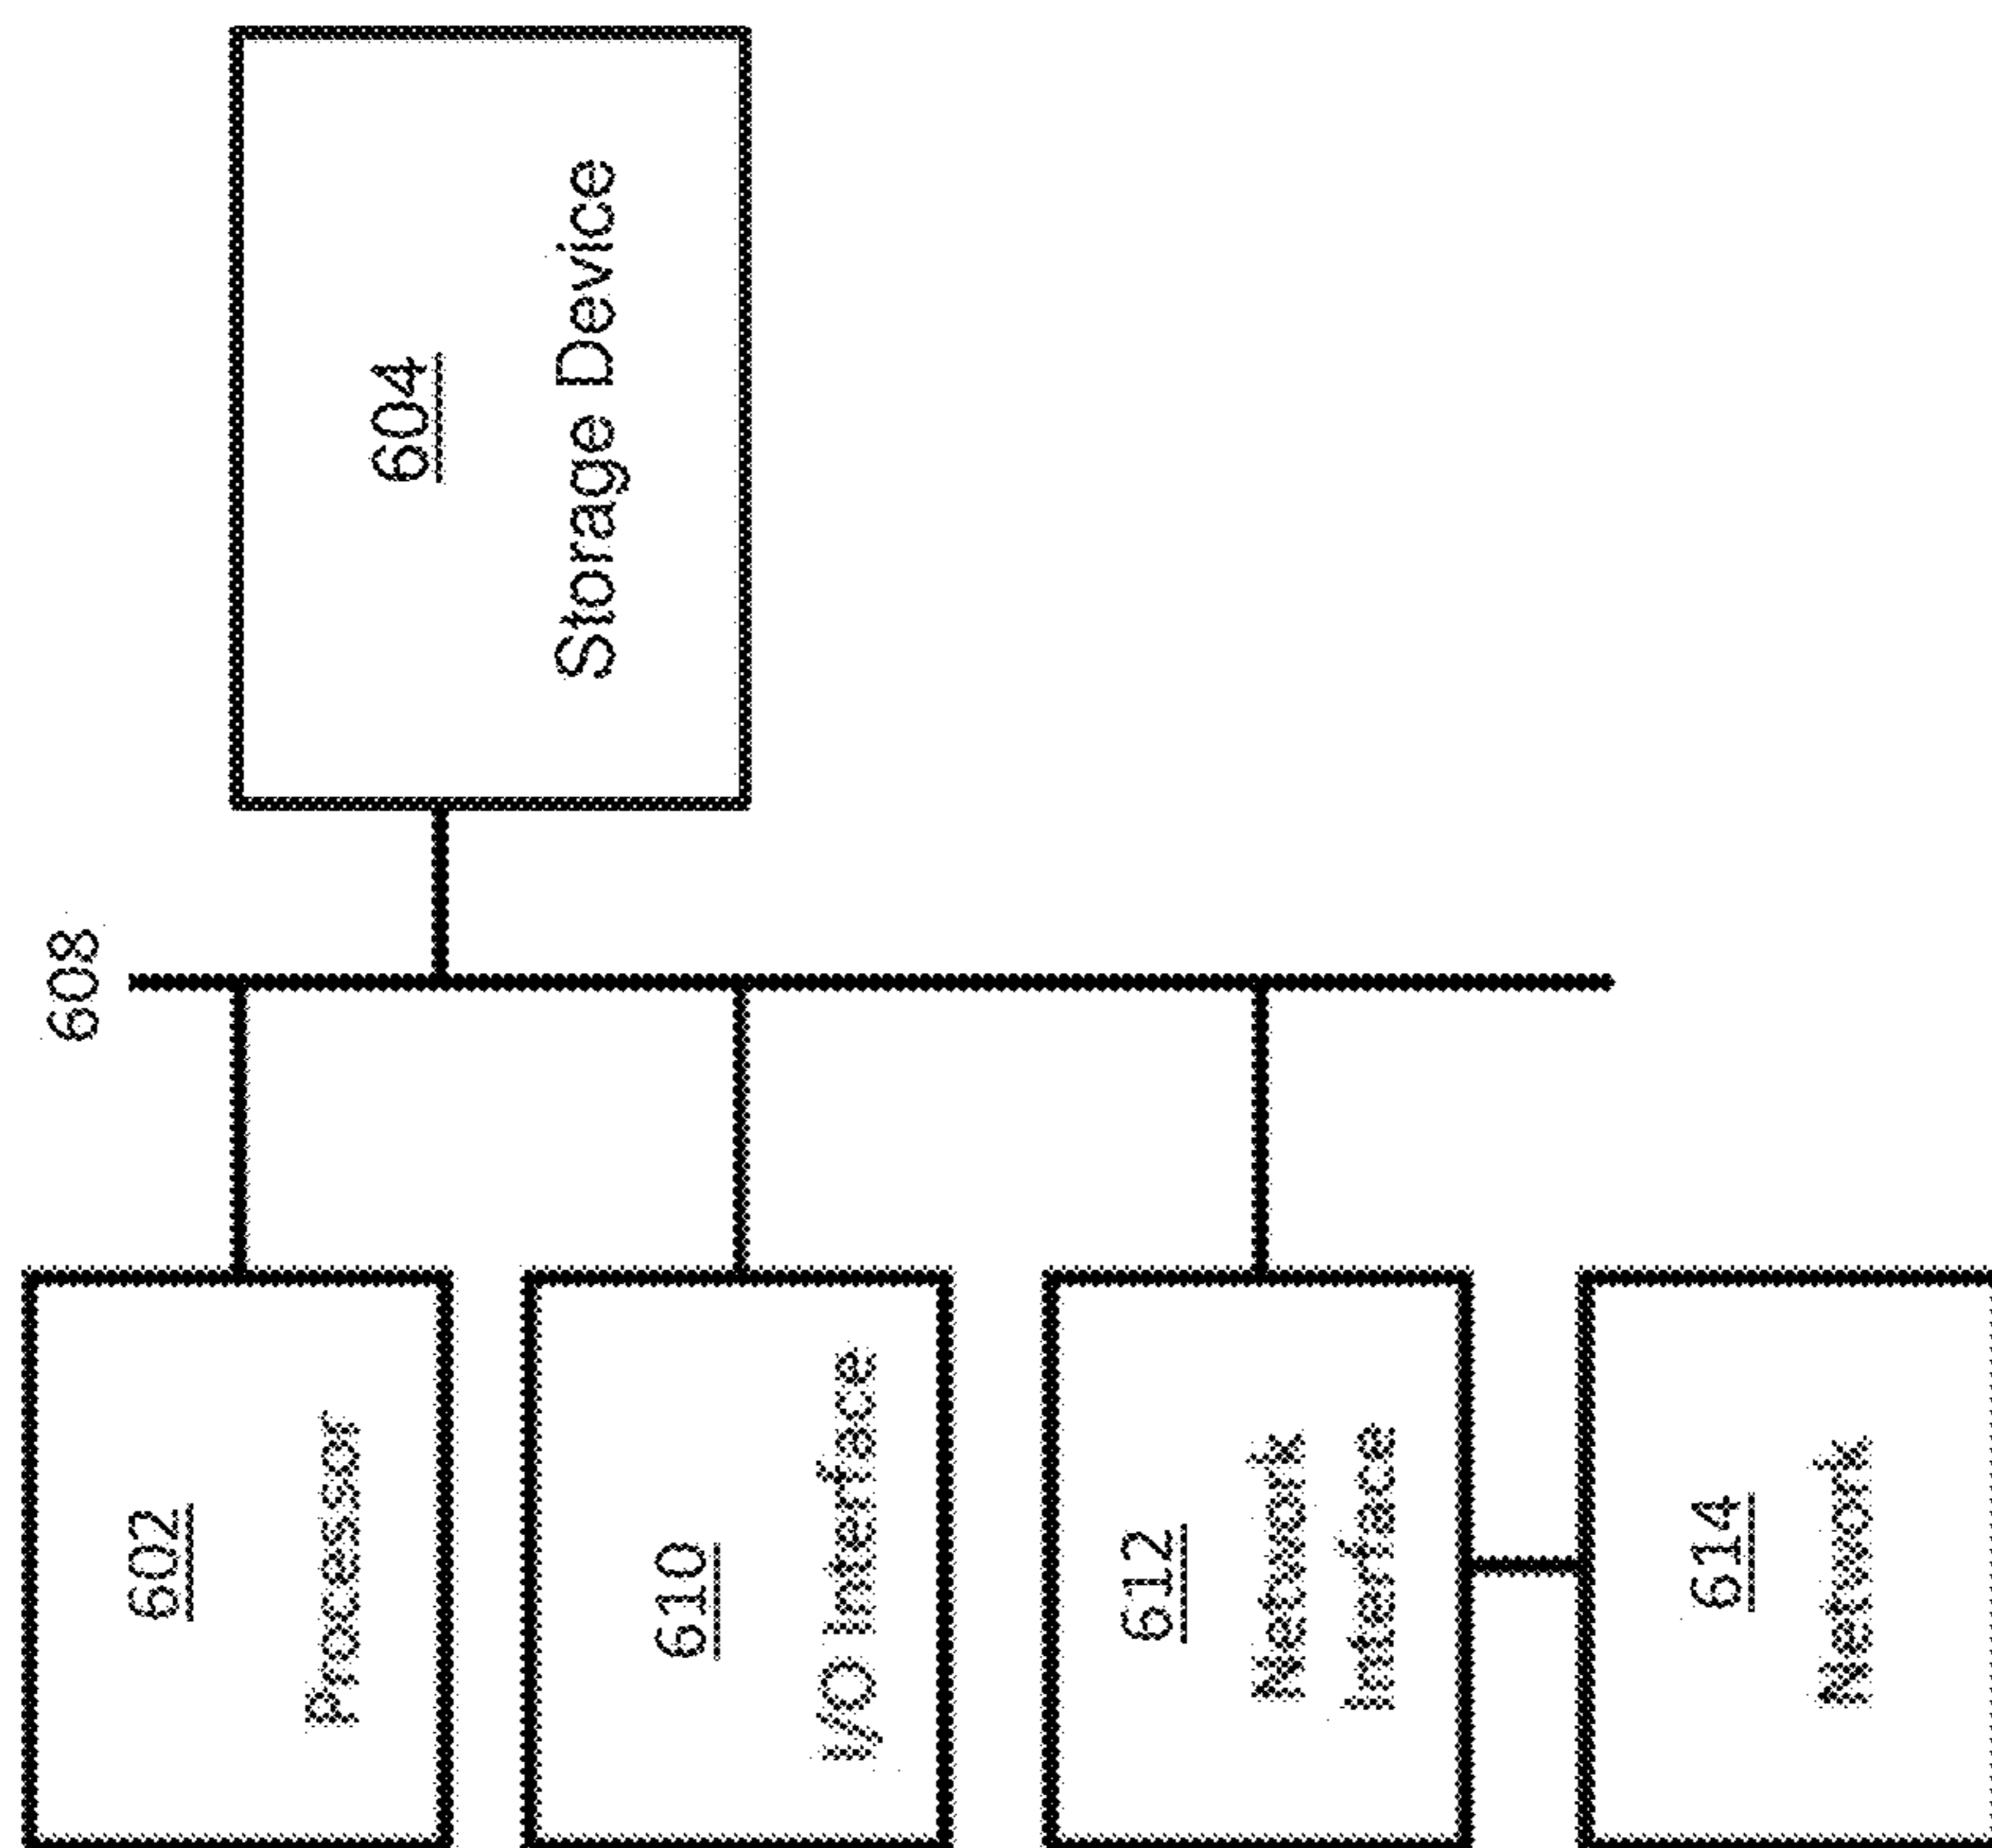 608
602
Processor
604
Storage Device
610
I/O Interface
612
Network
Interface
614
Network